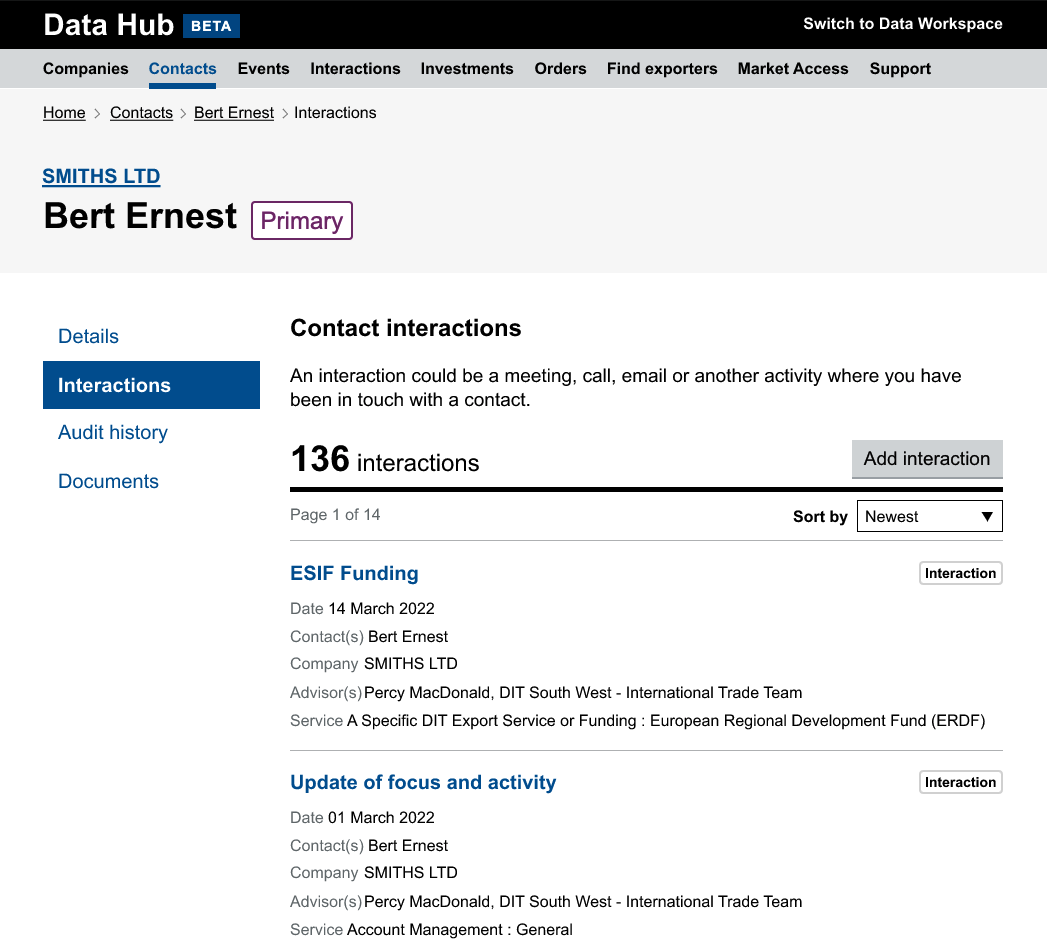 Data Hub BETA Switch to Data Workspace
Companies Contacts Events Interactions Investments Orders Find exporters Market Access Support
Home > Contacts > Bert Ernest > Interactions
SMITHS LTD
Bert Ernest Primary
Details
Interactions
Audit history
Documents
Contact interactions
An interaction could be a meeting, call, email or another activity where you have
been in touch with a contact.
136 interactions Add interaction
Page 1 of 14 Sort by Newest
ESIF Funding Interaction
Date 14 March 2022
Contact(s) Bert Ernest
Company SMITHS LTD
Advisor(s) Percy MacDonald, DIT South West - International Trade Team
Service A Specific DIT Export Service or Funding : European Regional Development Fund (ERDF)
Update of focus and activity Interaction
Date 01 March 2022
Contact(s) Bert Ernest
Company SMITHS LTD
Advisor(s) Percy MacDonald, DIT South West - International Trade Team
Service Account Management : General